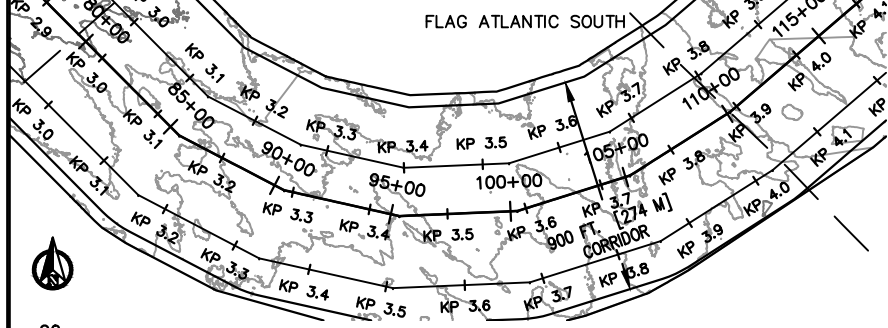 FLAG ATLANTIC SOUTH
KP 3.0
KP 3.1
KP 3.2
KP 3.3
KP 3.4
KP 3.5
KP 3.6
KP 3.7
KP 3.8
80+00
85+00
90+00
95+00
100+00
105+00
110+00
115+00
KP 2.9
KP 3.0
KP 3.1
KP 3.2
KP 3.3
KP 3.4
KP 3.5
KP 3.6
KP 3.7
KP 3.8
KP 3.9
KP 4.0
KP 4.1
900 FT. [274 M]
CORRIDOR
KP 3.0
KP 3.1
KP 3.2
KP 3.3
KP 3.4
KP 3.5
KP 3.6
KP 3.7
KP 3.8
KP 3.9
KP 4.0
KP 4.1
N